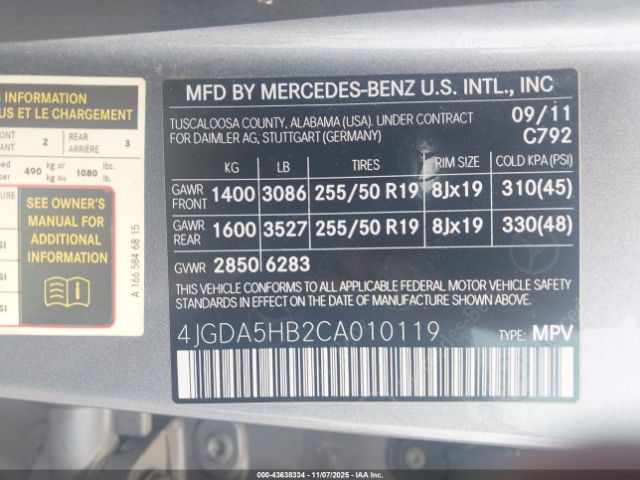 G INFORMATION
US ET LE CHARGEMENT
2 REAR ARRIÈRE 3
490 kg or kg ou 1080 lbs. lb.
SEE OWNER'S
MANUAL FOR
ADDITIONAL
INFORMATION
A 166 584 68 15
MFD BY MERCEDES-BENZ U.S. INTL., INC
TUSCALOOSA COUNTY, ALABAMA (USA). UNDER CONTRACT 09/11
FOR DAIMLER AG, STUTTGART (GERMANY) C792
KG LB TIRES RIM SIZE COLD KPA (PSI)
GAWR FRONT 1400 3086 255/50 R19 8Jx19 310(45)
GAWR REAR 1600 3527 255/50 R19 8Jx19 330(48)
GVWR 2850 6283
THIS VEHICLE CONFORMS TO ALL APPLICABLE FEDERAL MOTOR VEHICLE SAFETY
STANDARDS IN EFFECT ON THE DATE OF MANUFACTURE SHOWN ABOVE.
4JGDA5HB2CA010119 TYPE: MPV
000-43638334 - 11/07/2025 - IAAI.COM